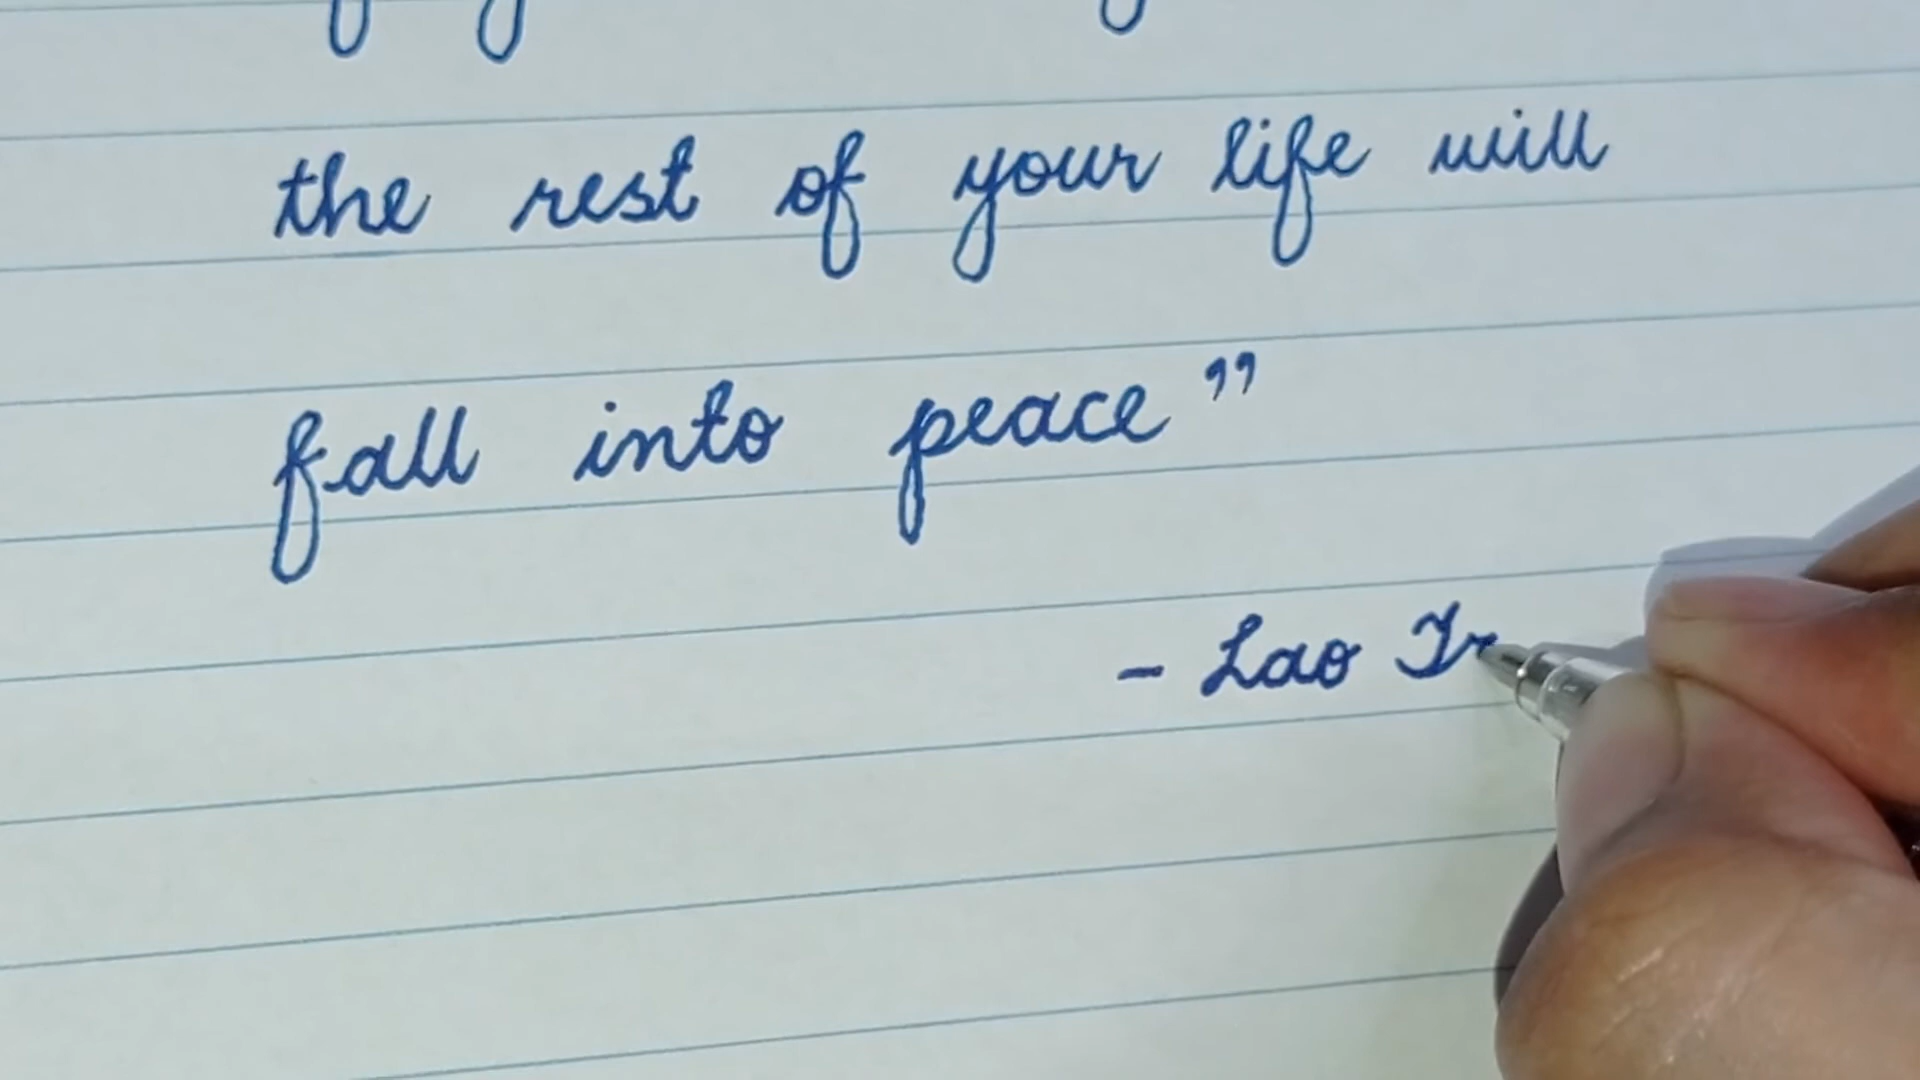 the rest of your life will
fall into peace”
- Lao